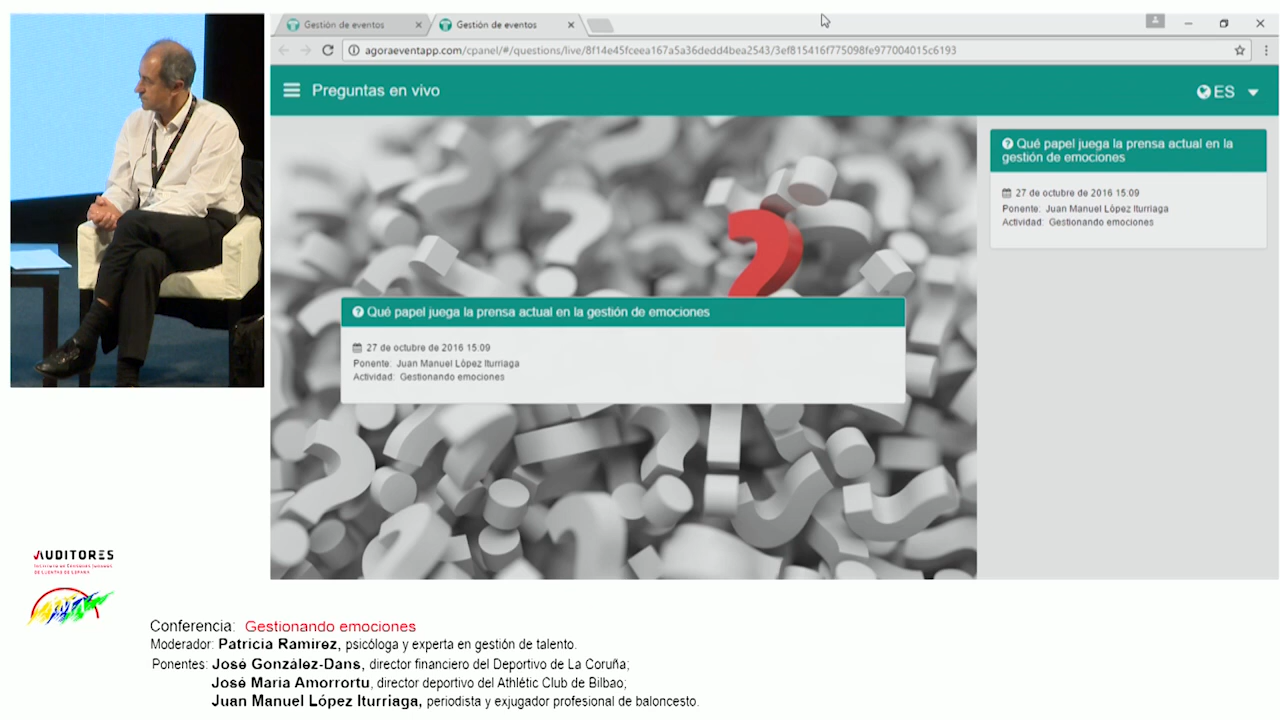 Gestión de eventos
Gestión de eventos
agoraeventapp.com/cpanel/#/questions/live/8f14e45fceea167a5a36dedd4bea2543/3ef815416f775098fe977004015c6193
Preguntas en vivo
ES
Qué papel juega la prensa actual en la
gestión de emociones
27 de octubre de 2016 15:09
Ponente: Juan Manuel López Iturriaga
Actividad: Gestionando emociones
Qué papel juega la prensa actual en la gestión de emociones
27 de octubre de 2016 15:09
Ponente: Juan Manuel López Iturriaga
Actividad: Gestionando emociones
AUDITORES
DE CUENTAS DE ESPAÑA
Conferencia: Gestionando emociones
Moderador: Patricia Ramírez, psicóloga y experta en gestión de talento.
Ponentes: José González-Dans, director financiero del Deportivo de La Coruña;
José María Amorrortu, director deportivo del Athlétic Club de Bilbao;
Juan Manuel López Iturriaga, periodista y exjugador profesional de baloncesto.